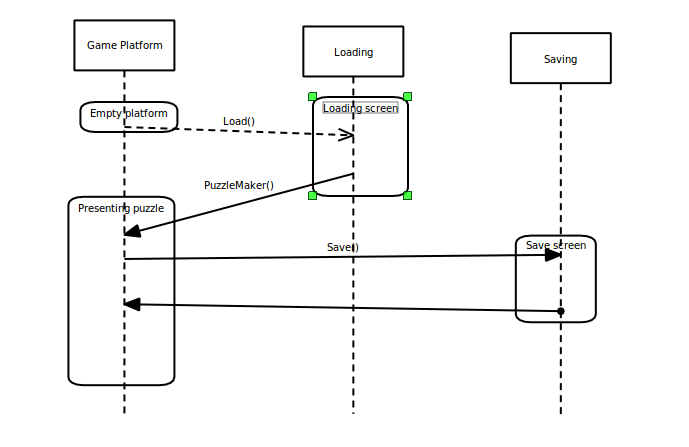 Game Platform
Loading
Saving
Empty platform
Loading screen
Load()
PuzzleMaker()
Presenting puzzle
Save()
Save screen